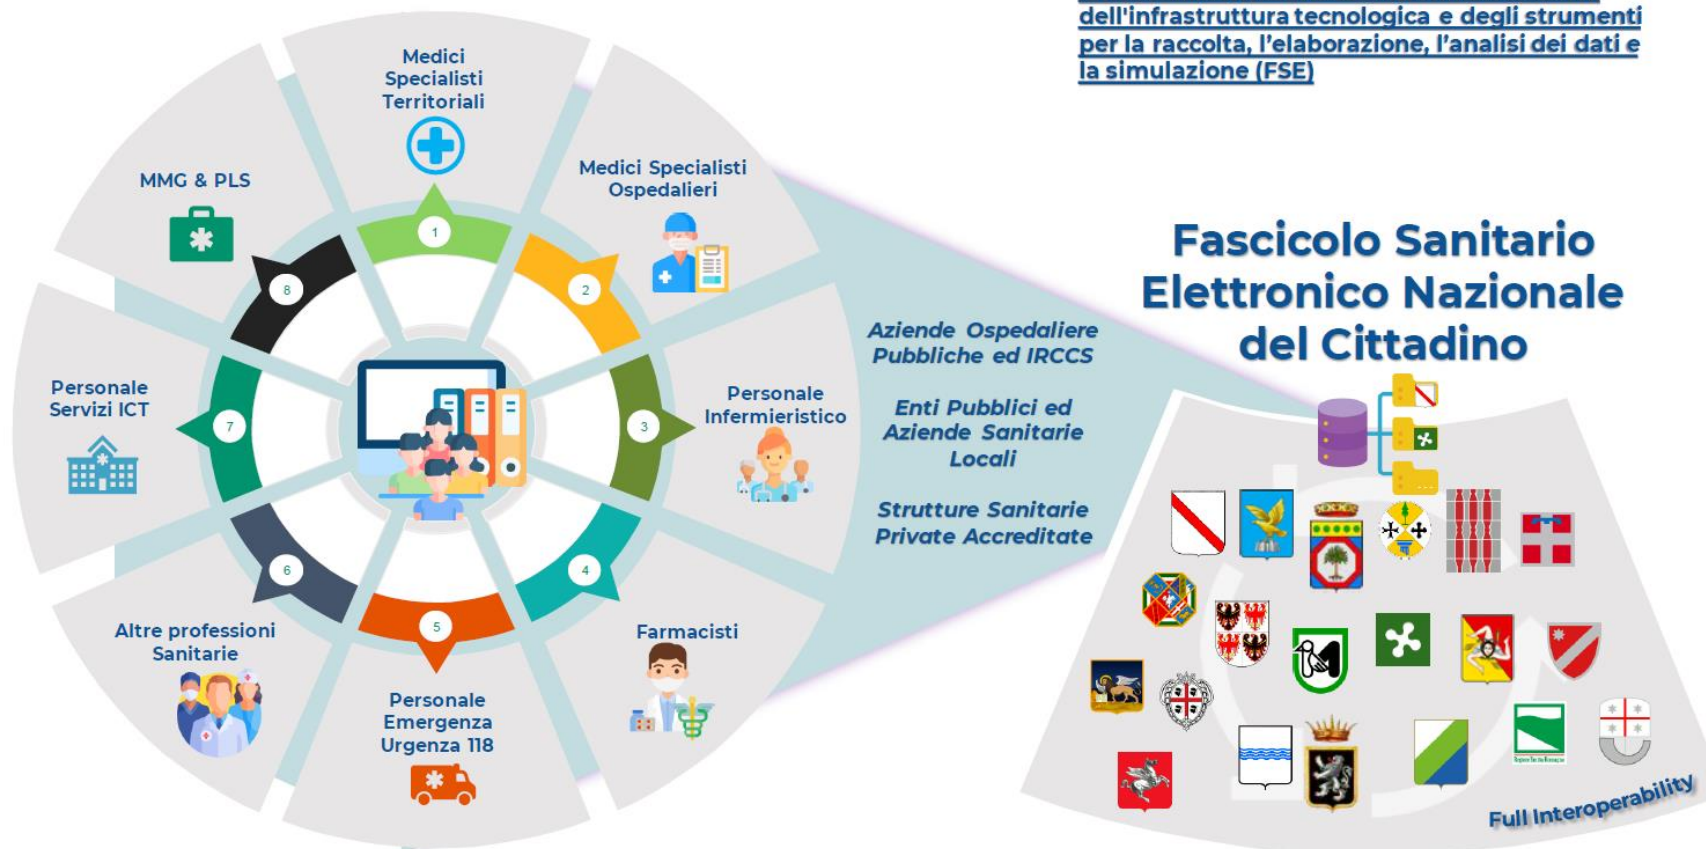 dell'infrastruttura tecnologica e degli strumenti
per la raccolta, l'elaborazione, l'analisi dei dati e
la simulazione (FSE)
Medici
Specialisti
Territoriali
Medici Specialisti
Ospedalieri
MMG & PLS
1
2
8
Fascicolo Sanitario
Elettronico Nazionale
del Cittadino
Aziende Ospedaliere
Pubbliche ed IRCCS
Enti Pubblici ed
Aziende Sanitarie
Locali
Strutture Sanitarie
Private Accreditate
Personale
Servizi ICT
7
3
Personale
Infermieristico
6
4
5
Altre professioni
Sanitarie
Personale
Emergenza
Urgenza 118
Farmacisti
Full Interoperability